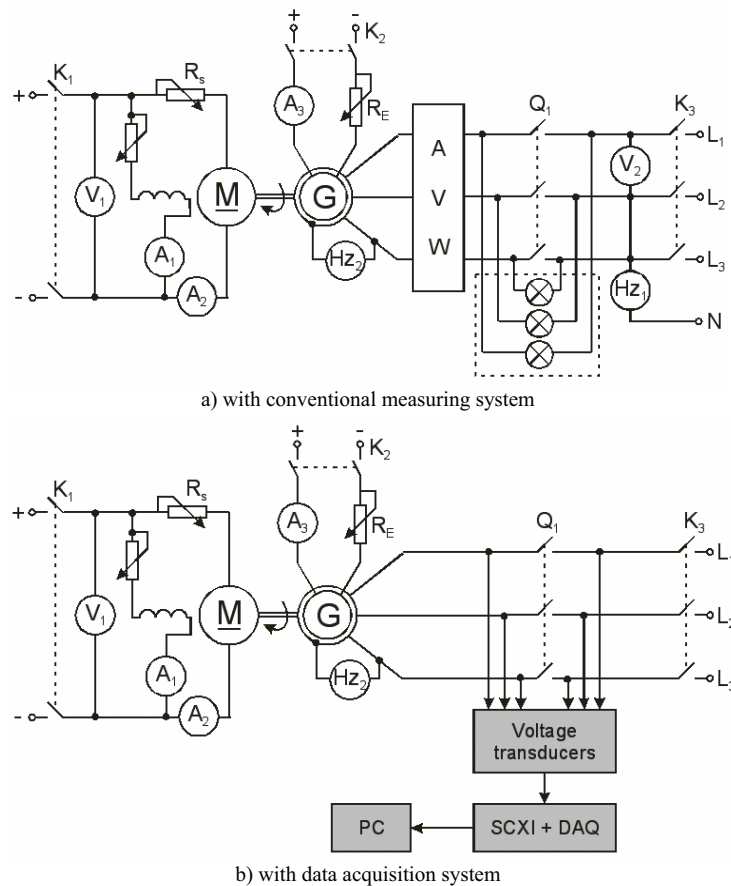 + -
K2
K1
Rs
A3
RE
Q1
K3
+
A
L1
V1
V2
M
G
V
L2
A1
Hz2
W
L3
A2
Hz1
-
N
a) with conventional measuring system
+ -
K2
K1
Rs
A3
RE
Q1
K3
+
V1
M
G
A1
Hz2
A2
-
Voltage
transducers
PC
SCXI + DAQ
b) with data acquisition system